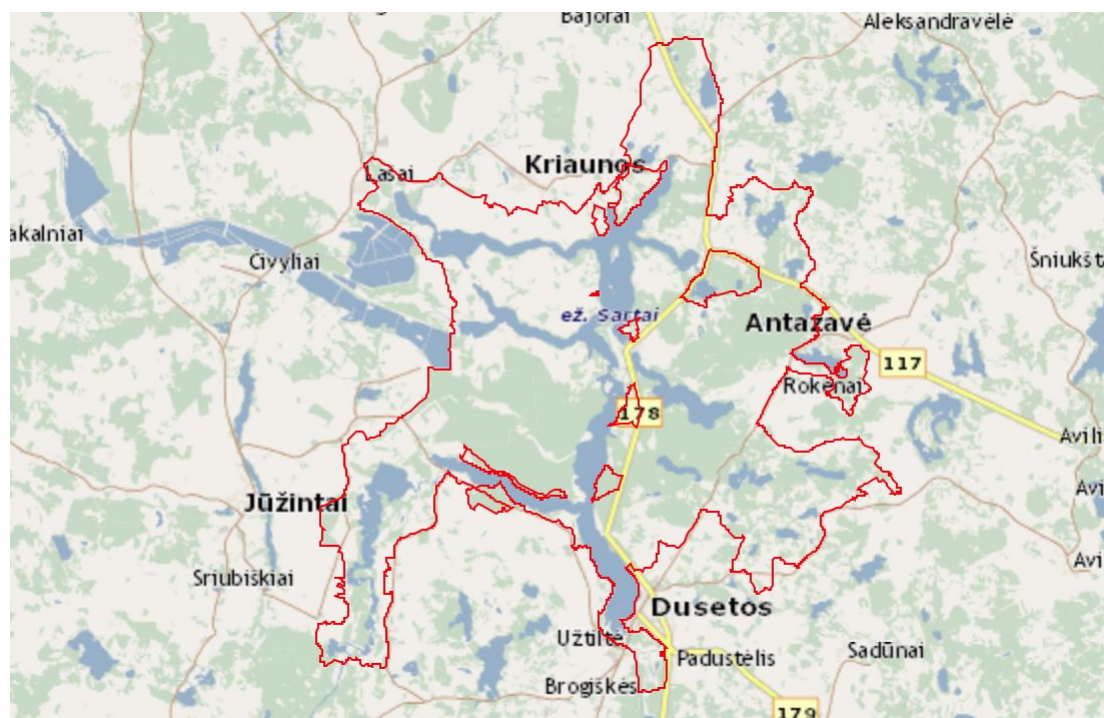 Bajorai
Aleksandravėlė
Kriaunos
Lašai
akalniai
Čivyliai
Šniukšt
ež. Sartai
Antazavė
117
Rokėnai
178
Avili
Avi
Jūžintai
Avi
Sriubiškiai
Dusetos
Užtiltė
Padustėlis
Sadūnai
Brogiškės
179